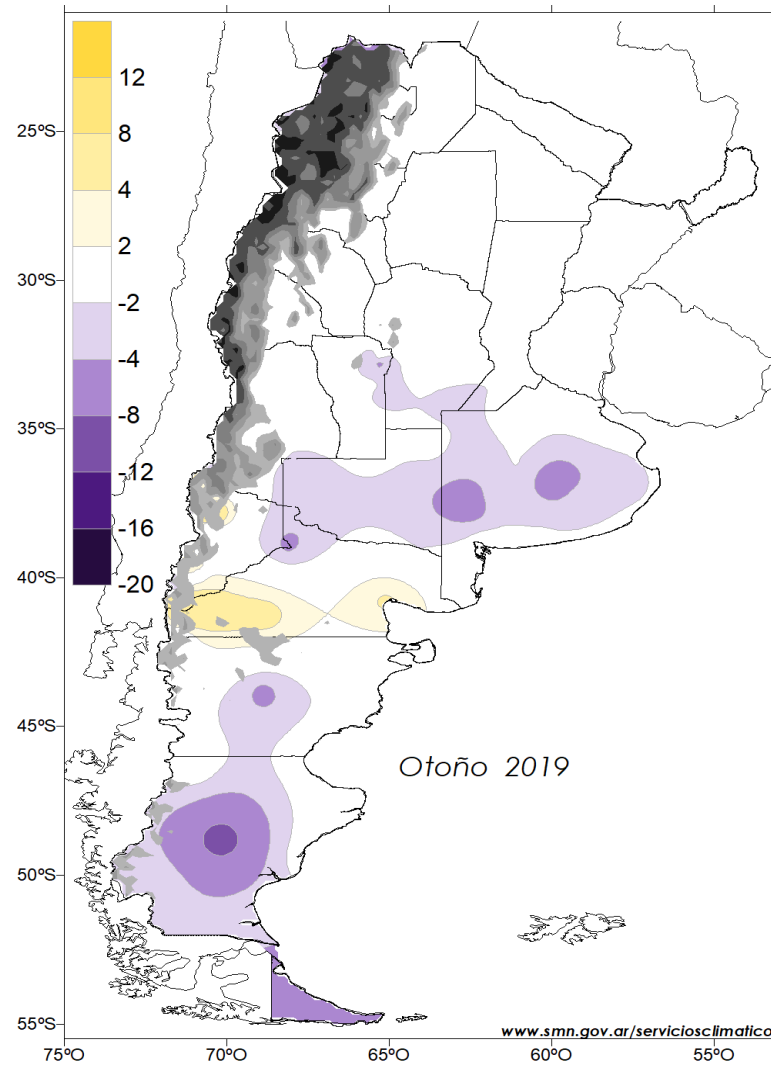 12
8
4
2
-2
-4
-8
-12
-16
-20
25ºS
30ºS
35ºS
40ºS
45ºS
50ºS
55ºS
Otoño 2019
www.smn.gov.ar/serviciosclimatico
75ºO
70ºO
65ºO
60ºO
55ºO